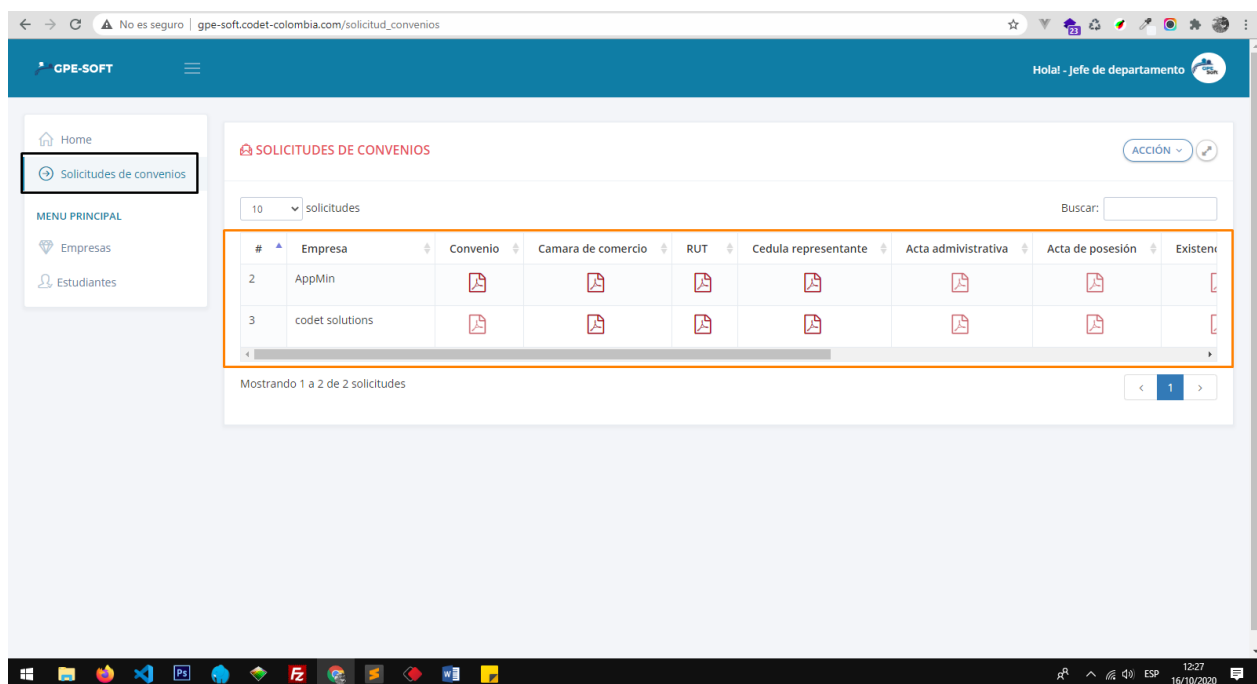 No es seguro | gpe-soft.codet-colombia.com/solicitud_convenios
23
GPE-SOFT
Hola! - Jefe de departamento
Home
Solicitudes de convenios
MENU PRINCIPAL
Empresas
Estudiantes
SOLICITUDES DE CONVENIOS
ACCIÓN
10 solicitudes
Buscar:
# Empresa Convenio Camara de comercio RUT Cedula representante Acta admivistrativa Acta de posesión Existenc
2 AppMin
3 codet solutions
Mostrando 1 a 2 de 2 solicitudes
< 1 >
Ps
ESP
12:27
16/10/2020